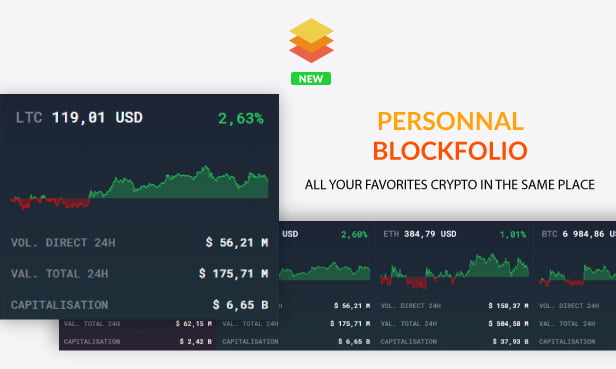 NEW
PERSONNAL
BLOCKFOLIO
ALL YOUR FAVORITES CRYPTO IN THE SAME PLACE
LTC 119,01 USD 2,63%
VOL. DIRECT 24H $ 56,21 M
VAL. TOTAL 24H $ 175,71 M
CAPITALISATION $ 6,65 B
VAL. TOTAL 24H $ 62,15 M
CAPITALISATION $ 2,42 B
USD 2,60%
$ 56,21 M
VAL. TOTAL 24H $ 175,71 M
CAPITALISATION $ 6,65 B
ETH 384,79 USD 1,01%
VOL. DIRECT 24H $ 158,37 M
VAL. TOTAL 24H $ 504,58 M
CAPITALISATION $ 37,93 B
BTC 6 984,86
VOL. DIRECT 24H
VAL. TOTAL 24H
CAPITALISATION